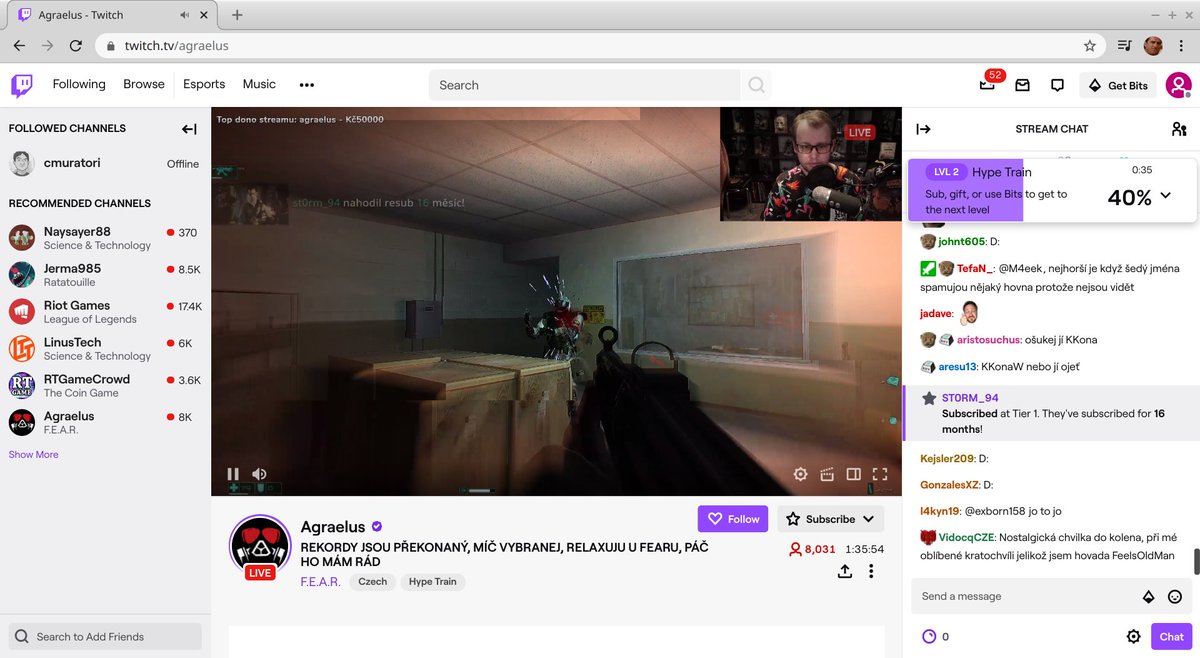 Agraelus - Twitch
twitch.tv/agraelus
Following
Browse
Esports
Music
Search
52
Get Bits
FOLLOWED CHANNELS
cmuratori
Offline
RECOMMENDED CHANNELS
Naysayer88
370
Science & Technology
Jerma985
8.5K
Ratatouille
Riot Games
17.4K
League of Legends
LinusTech
6K
Science & Technology
RTGameCrowd
3.6K
The Coin Game
Agraelus
8K
F.E.A.R.
Show More
Search to Add Friends
Top dono streamu: agraelus - Kč50000
LIVE
st0rm_94 nahodil resub 16 měsíc!
Agraelus
REKORDY JSOU PŘEKONANÝ, MÍČ VYBRANEJ, RELAXUJU U FEARU, PÁČ
HO MÁM RÁD
F.E.A.R.
Czech
Hype Train
LIVE
Follow
Subscribe
8,031
1:35:54
STREAM CHAT
LVL 2
Hype Train
0:35
Sub, gift, or use Bits to get to
the next level
40%
johnt605: D:
TefaN_: @M4eek, nejhorší je když šedý jména
spamujou nějaký hovna protože nejsou vidět
jadave:
aristosuchus: ošukej jí KKona
aresu13: KKonaW nebo jí ojeť
ST0RM_94
Subscribed at Tier 1. They've subscribed for 16
months!
Kejsler209: D:
GonzalesXZ: D:
l4kyn19: @exborn158 jo to jo
VidocqCZE: Nostalgická chvilka do kolena, při mé
oblíbené kratochvíli jelikož jsem hovada FeelsOldMan
Send a message
0
Chat